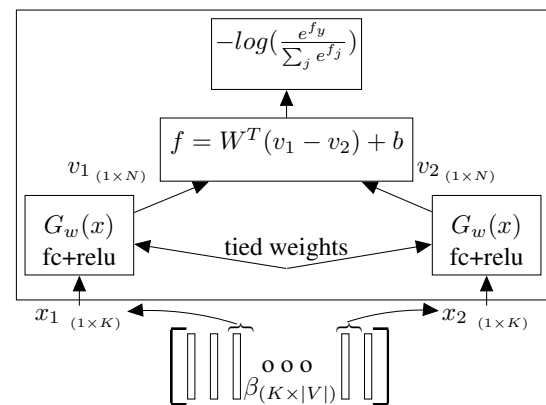 −log(e^{f_y} / ∑_j e^{f_j})
f = W^T(v_1 − v_2) + b
v_1 (1×N) v_2 (1×N)
G_w(x) G_w(x)
fc+relu tied weights fc+relu
x_1 (1×K) x_2 (1×K)
[ o o o ]
β_(K×|V|)